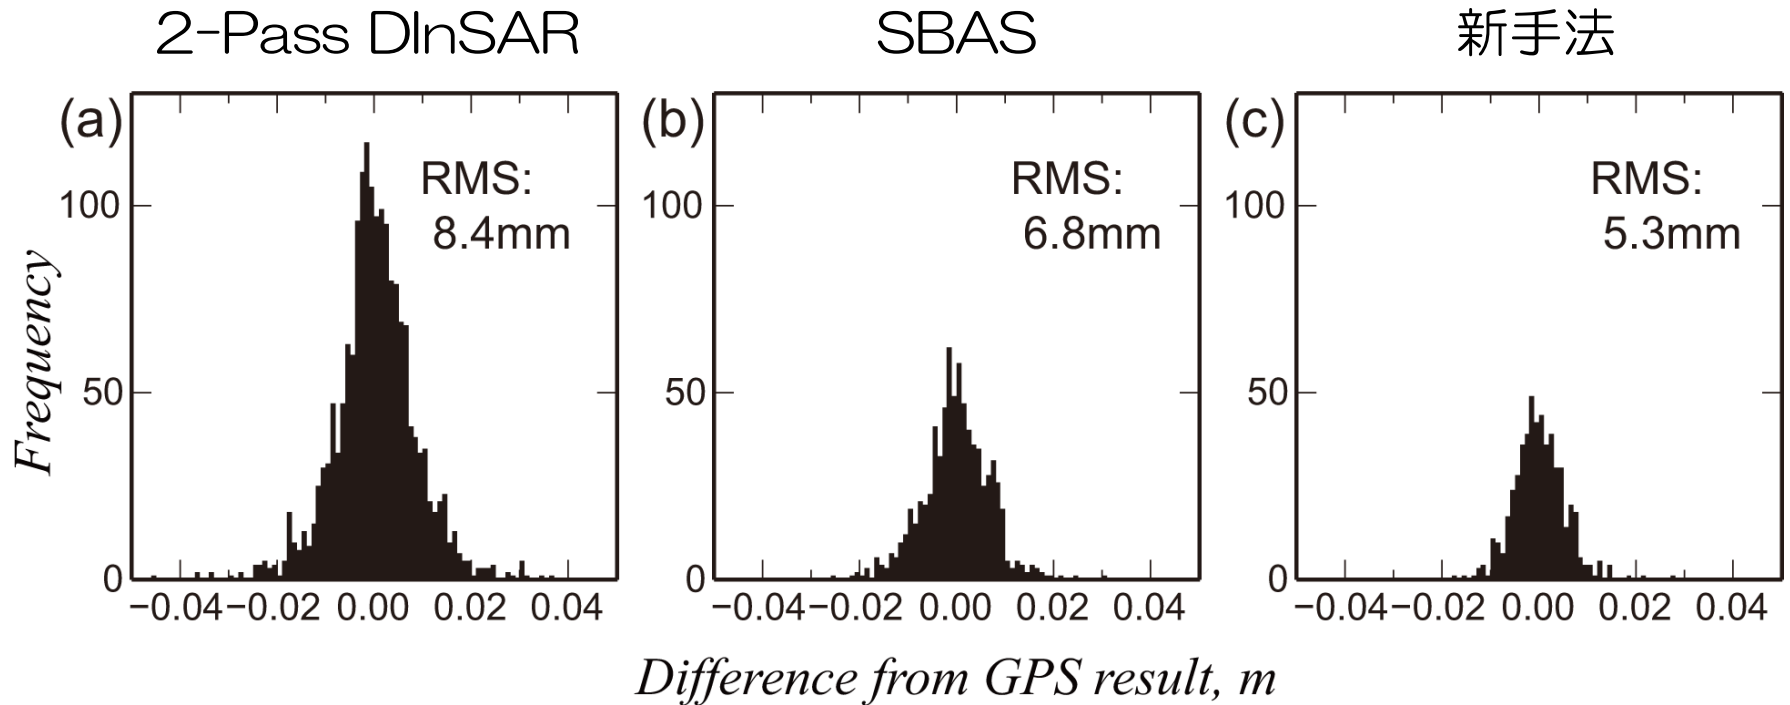 2-Pass DInSAR
SBAS
新手法
(a)
RMS:
8.4mm
100
50
0
−0.04 −0.02 0.00 0.02 0.04
(b)
RMS:
6.8mm
100
50
0
−0.04 −0.02 0.00 0.02 0.04
(c)
RMS:
5.3mm
100
50
0
−0.04 −0.02 0.00 0.02 0.04
Frequency
Difference from GPS result, m